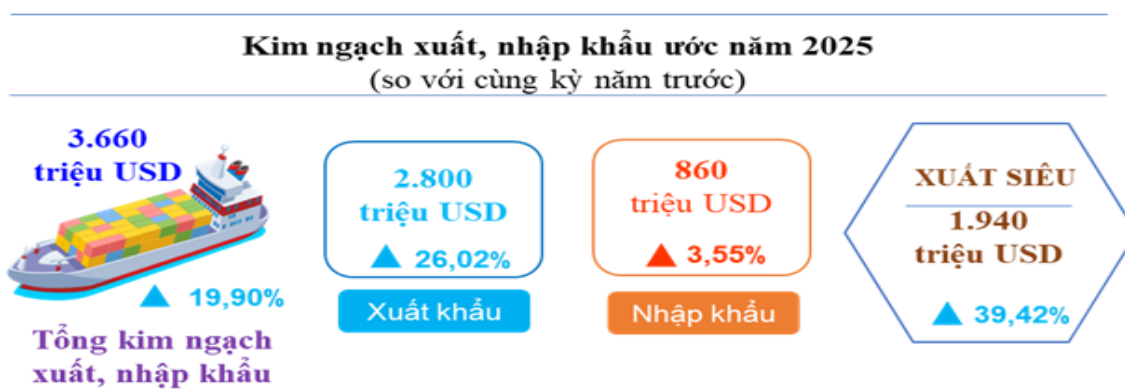 Kim ngạch xuất, nhập khẩu ước năm 2025
(so với cùng kỳ năm trước)
3.660
triệu USD
19,90%
Tổng kim ngạch
xuất, nhập khẩu
2.800
triệu USD
26,02%
Xuất khẩu
860
triệu USD
3,55%
Nhập khẩu
XUẤT SIÊU
1.940
triệu USD
39,42%